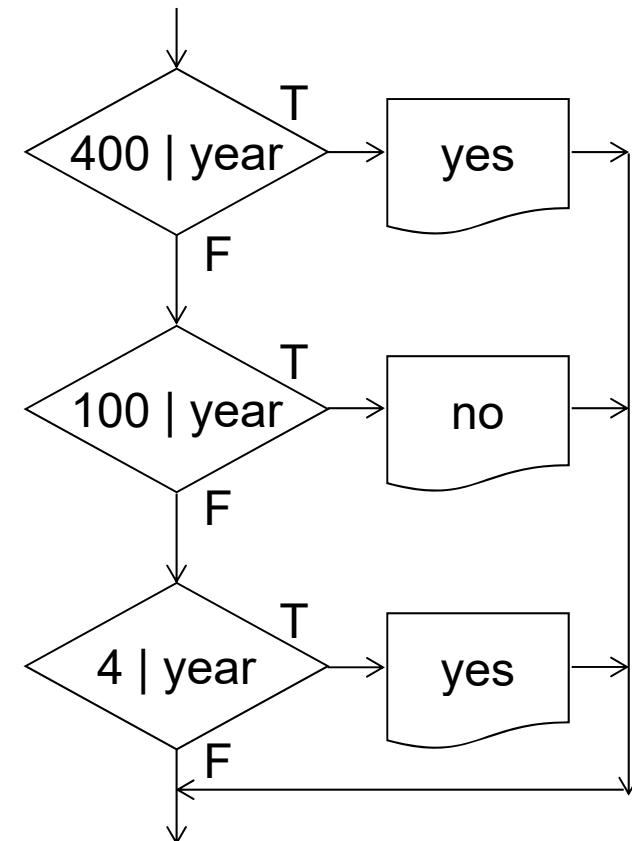 T
400 | year
yes
F
T
100 | year
no
F
T
4 | year
yes
F